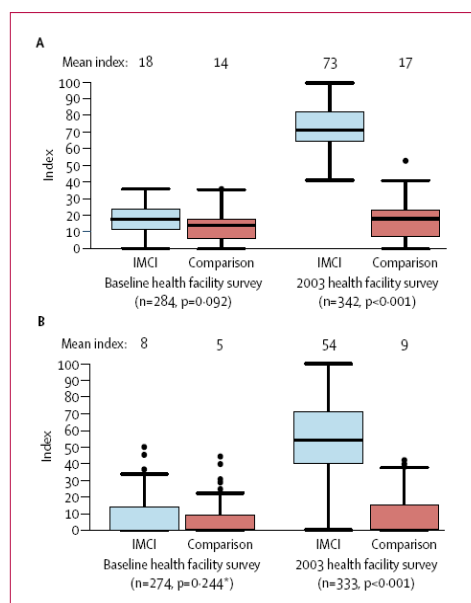 A
Mean index: 18 14 73 17
100
90
80
70
60
50
40
30
20
10
0
Index
IMCI Comparison IMCI Comparison
Baseline health facility survey 2003 health facility survey
(n=284, p=0·092) (n=342, p<0·001)
B
Mean index: 8 5 54 9
100
90
80
70
60
50
40
30
20
10
0
Index
IMCI Comparison IMCI Comparison
Baseline health facility survey 2003 health facility survey
(n=274, p=0·244*) (n=333, p<0·001)